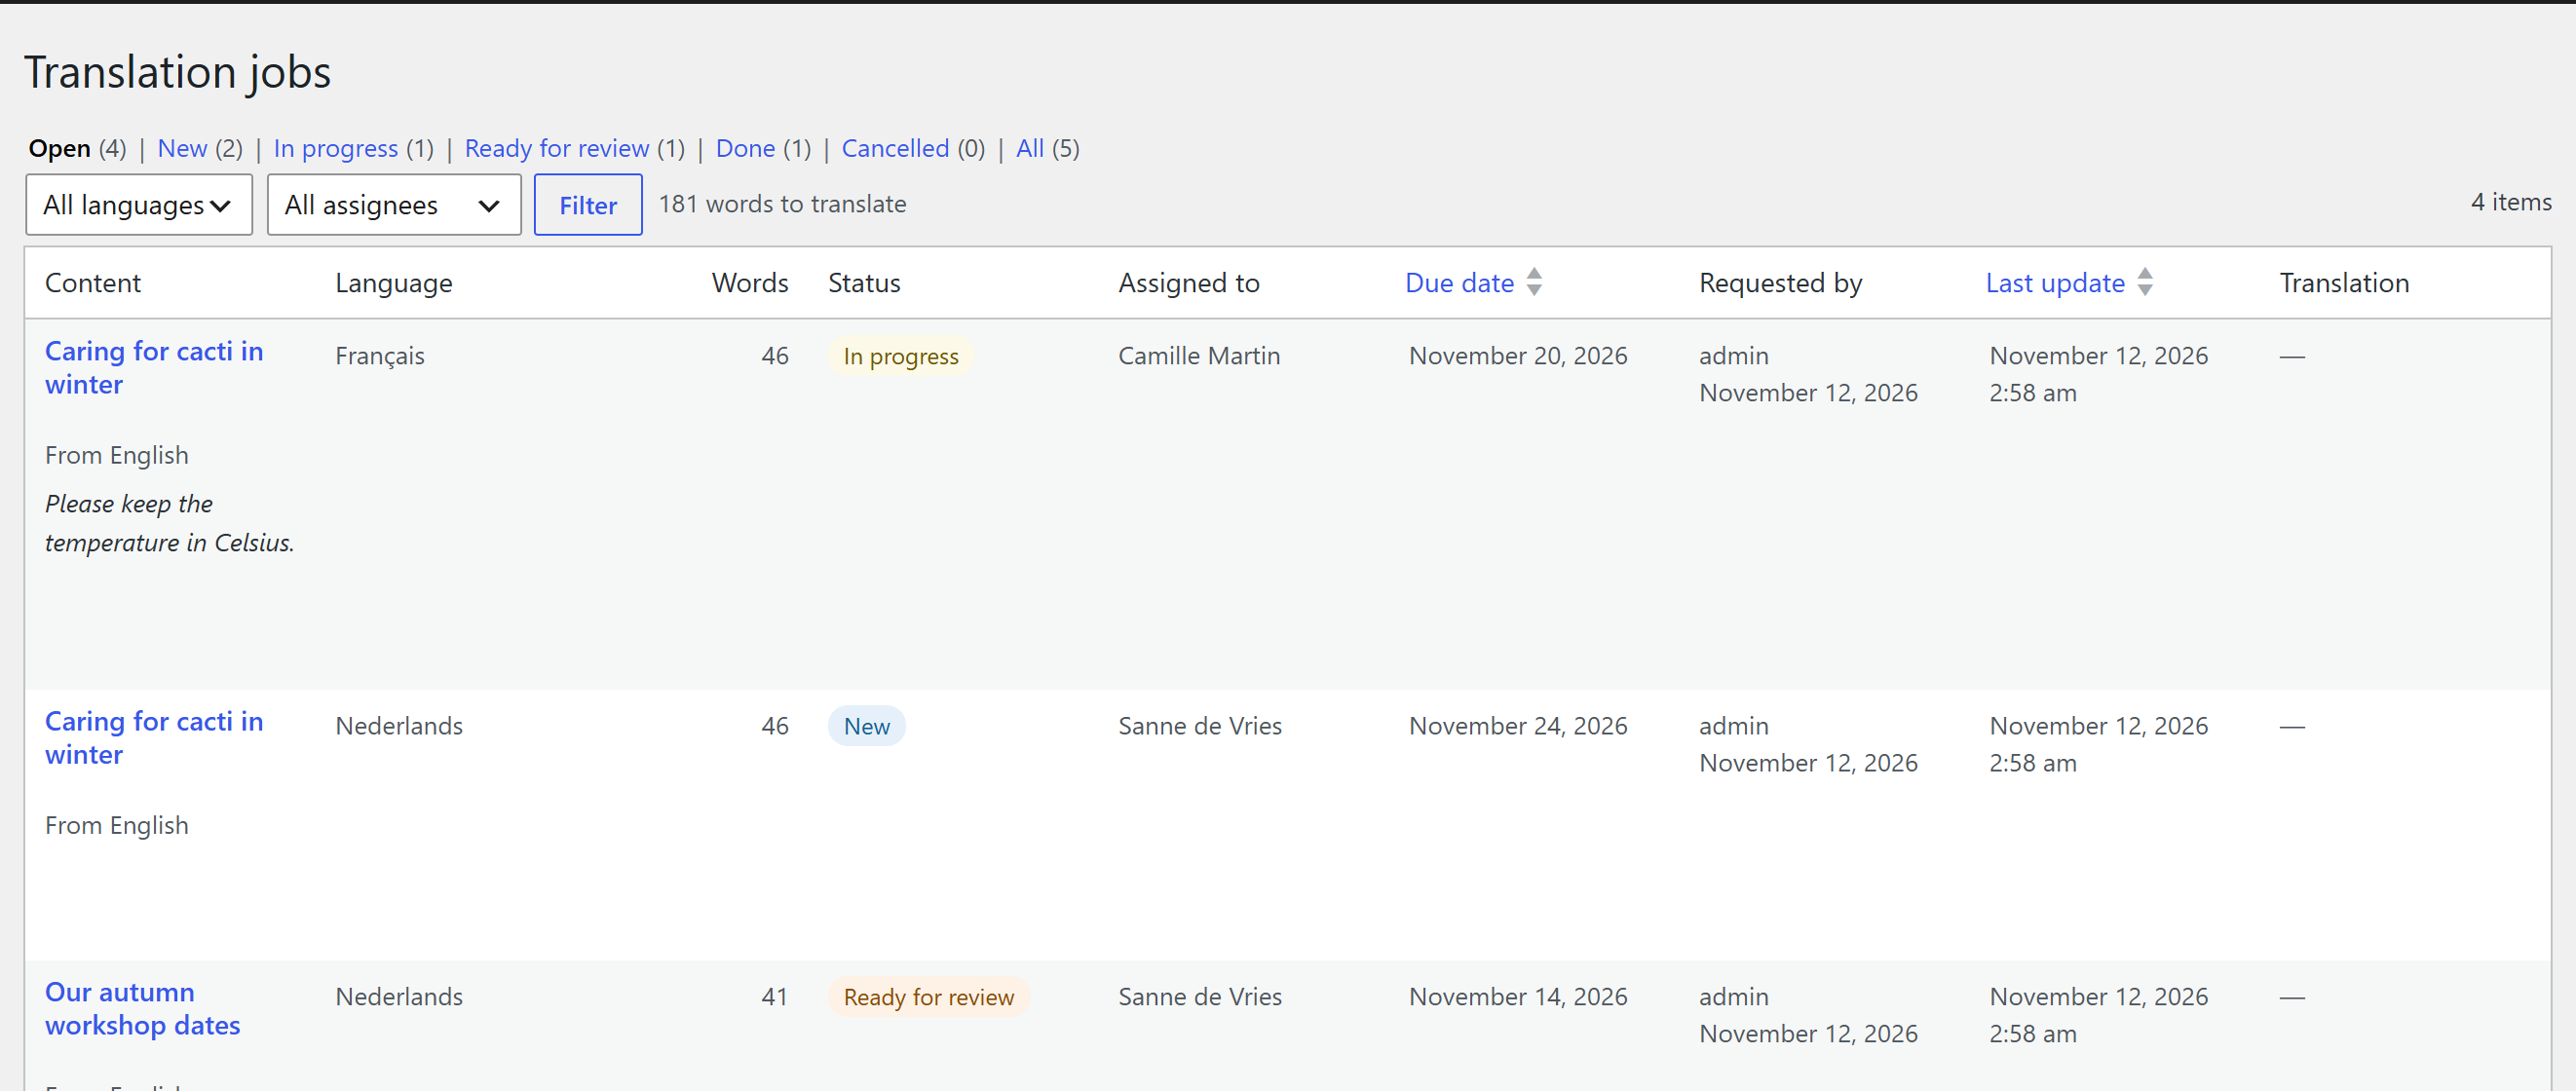 Translation jobs
Open (4) | New (2) | In progress (1) | Ready for review (1) | Done (1) | Cancelled (0) | All (5)
All languages All assignees Filter 181 words to translate 4 items
Content Language Words Status Assigned to Due date Requested by Last update Translation
Caring for cacti in winter Français 46 In progress Camille Martin November 20, 2026 admin November 12, 2026 —
November 12, 2026 2:58 am
From English
Please keep the
temperature in Celsius.
Caring for cacti in winter Nederlands 46 New Sanne de Vries November 24, 2026 admin November 12, 2026 —
November 12, 2026 2:58 am
From English
Our autumn workshop dates Nederlands 41 Ready for review Sanne de Vries November 14, 2026 admin November 12, 2026 —
November 12, 2026 2:58 am